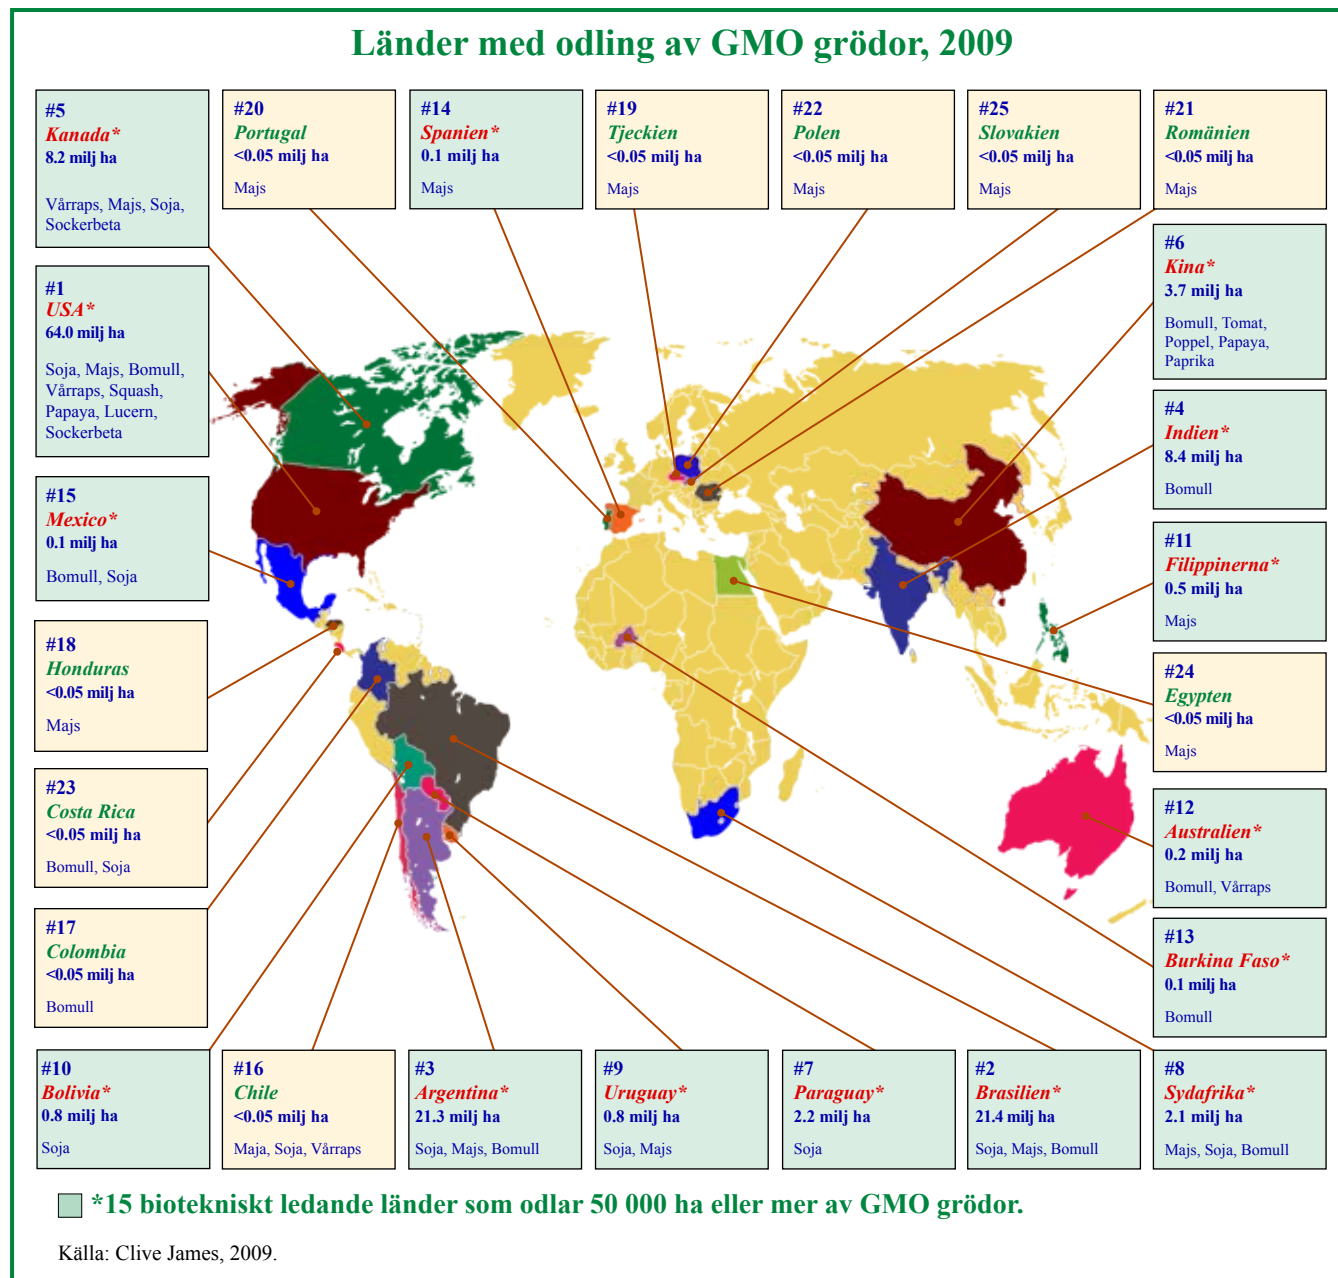 Länder med odling av GMO grödor, 2009
#5
Kanada*
8.2 milj ha
Vårraps, Majs, Soja,
Sockerbeta
#20
Portugal
<0.05 milj ha
Majs
#14
Spanien*
0.1 milj ha
Majs
#19
Tjeckien
<0.05 milj ha
Majs
#22
Polen
<0.05 milj ha
Majs
#25
Slovakien
<0.05 milj ha
Majs
#21
Romänien
<0.05 milj ha
Majs
#1
USA*
64.0 milj ha
Soja, Majs, Bomull,
Vårraps, Squash,
Papaya, Lucern,
Sockerbeta
#15
Mexico*
0.1 milj ha
Bomull, Soja
#18
Honduras
<0.05 milj ha
Majs
#23
Costa Rica
<0.05 milj ha
Bomull, Soja
#17
Colombia
<0.05 milj ha
Bomull
#6
Kina*
3.7 milj ha
Bomull, Tomat,
Poppel, Papaya,
Paprika
#4
Indien*
8.4 milj ha
Bomull
#11
Filippinerna*
0.5 milj ha
Majs
#24
Egypten
<0.05 milj ha
Majs
#12
Australien*
0.2 milj ha
Bomull, Vårraps
#13
Burkina Faso*
0.1 milj ha
Bomull
#10
Bolivia*
0.8 milj ha
Soja
#16
Chile
<0.05 milj ha
Maja, Soja, Vårraps
#3
Argentina*
21.3 milj ha
Soja, Majs, Bomull
#9
Uruguay*
0.8 milj ha
Soja, Majs
#7
Paraguay*
2.2 milj ha
Soja
#2
Brasilien*
21.4 milj ha
Soja, Majs, Bomull
#8
Sydafrika*
2.1 milj ha
Majs, Soja, Bomull
*15 biotekniskt ledande länder som odlar 50 000 ha eller mer av GMO grödor.
Källa: Clive James, 2009.